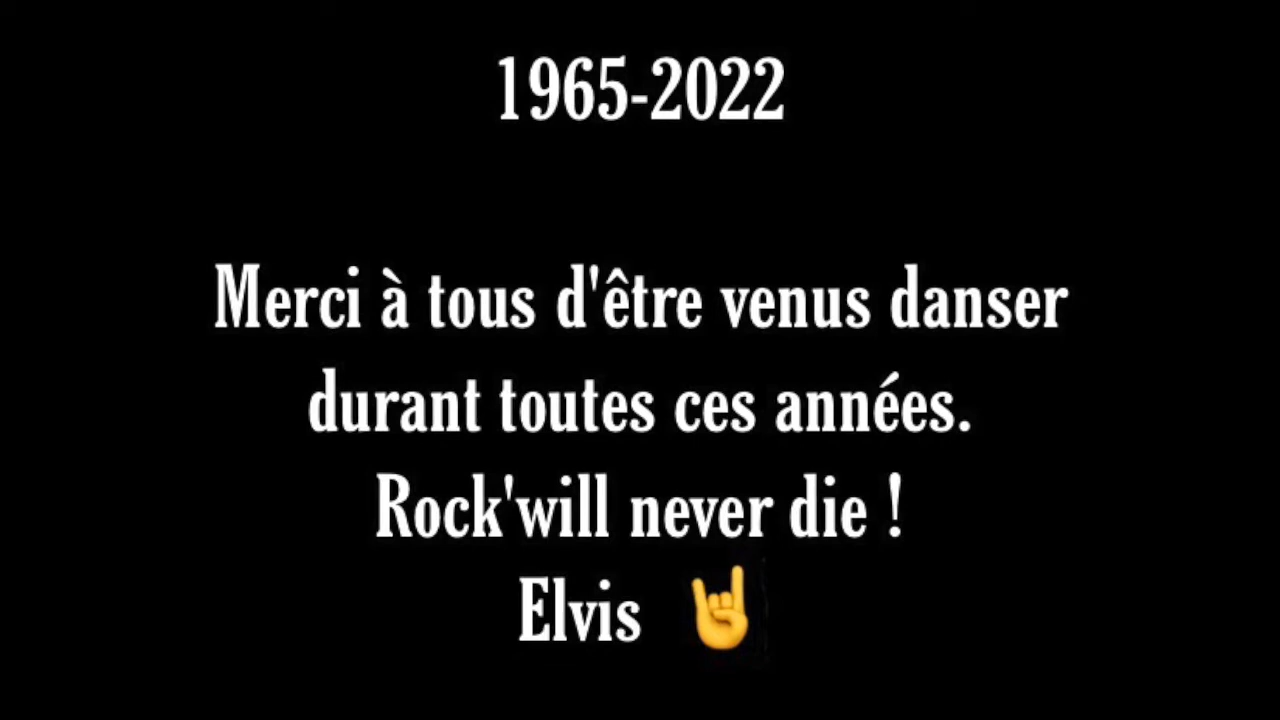 1965-2022
Merci à tous d'être venus danser
durant toutes ces années.
Rock'will never die !
Elvis 🤘